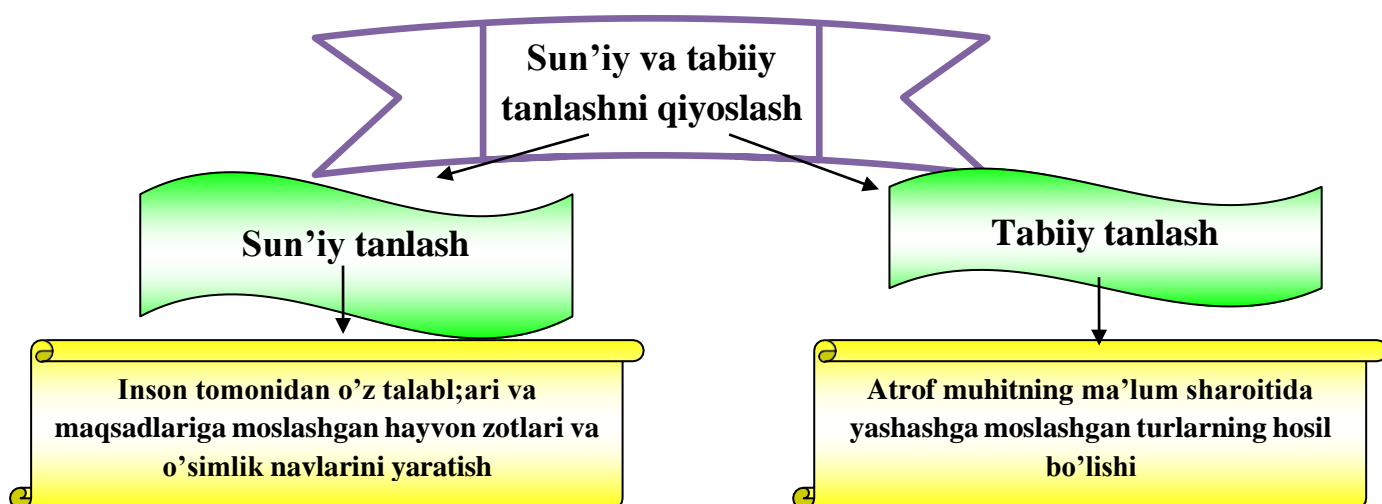 Sun’iy va tabiiy
tanlashni qiyoslash
Sun’iy tanlash
Tabiiy tanlash
Inson tomonidan o’z talabl;ari va
maqsadlariga moslashgan hayvon zotlari va
o’simlik navlarini yaratish
Atrof muhitning ma’lum sharoitida
yashashga moslashgan turlarning hosil
bo’lishi